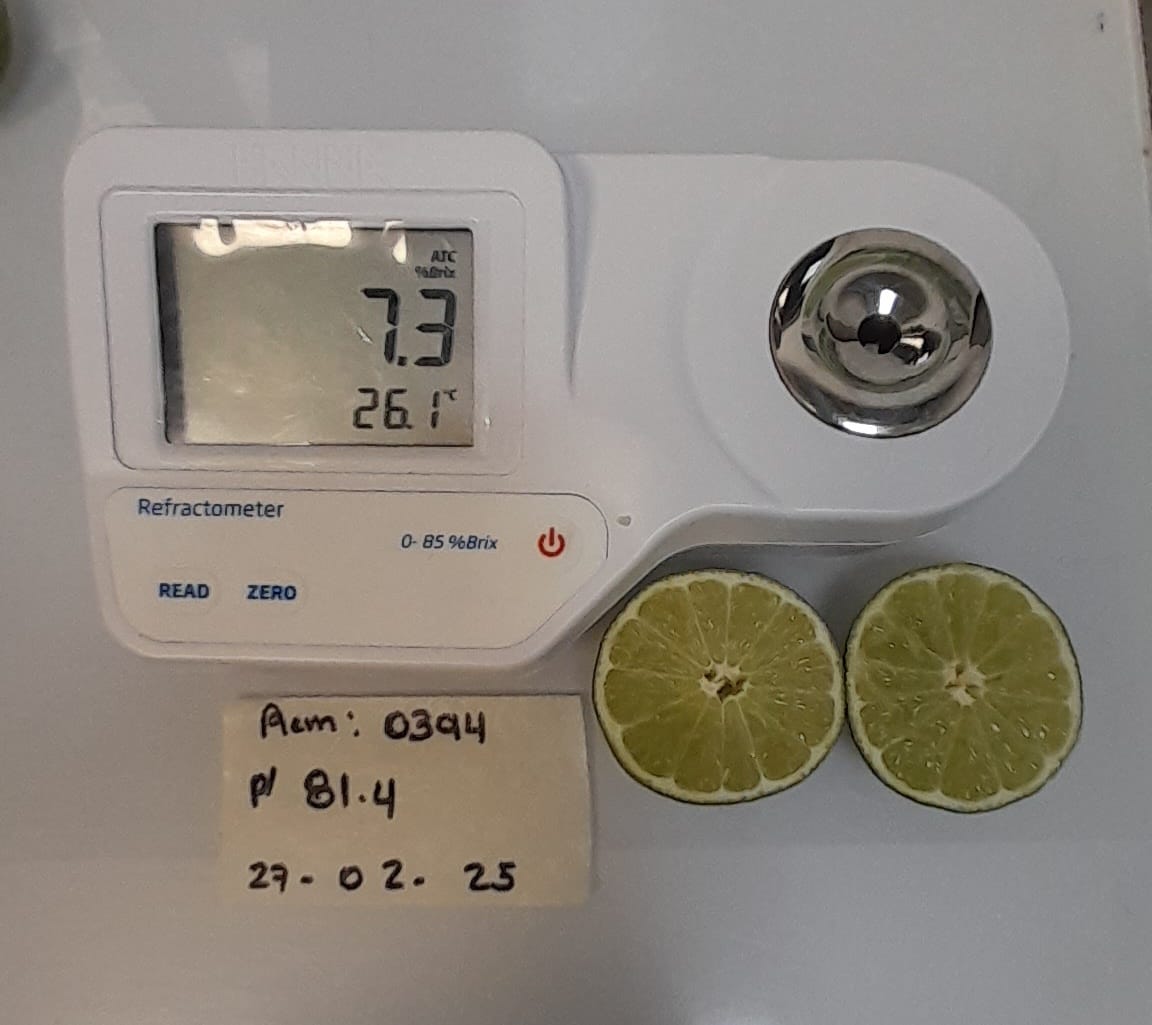 ATC
%Brix
7.3
26.1°C
Refractometer
0- 85 %Brix
READ ZERO
Acm: 0394
P/ 81.4
27-02. 25